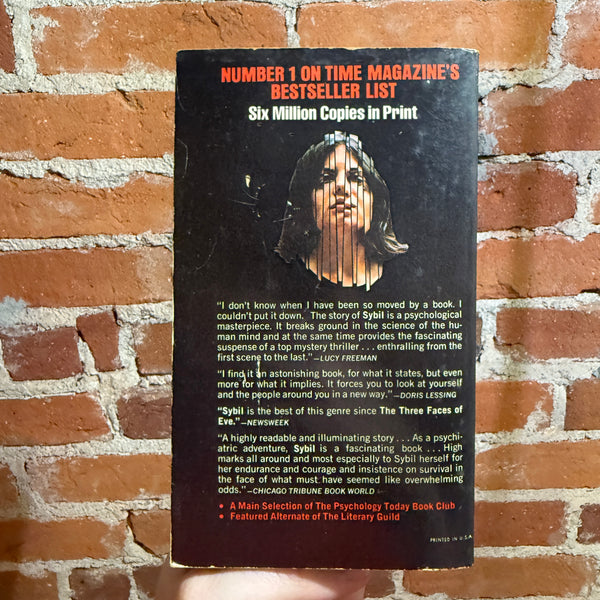 NUMBER 1 ON TIME MAGAZINE'S
BESTSELLER LIST
Six Million Copies in Print
"I don't know when I have been so moved by a book. I
couldn't put it down. The story of Sybil is a psychological
masterpiece. It breaks ground in the science of the hu-
man mind and at the same time provides the fascinating
suspense of a top mystery thriller . . . enthralling from the
first scene to the last."—LUCY FREEMAN
"I find it an astonishing book, for what it states, but even
more for what it implies. It forces you to look at yourself
and the people around you in a new way."—DORIS LESSING
"Sybil is the best of this genre since The Three Faces of
Eve."—NEWSWEEK
"A highly readable and illuminating story . . . As a psychi-
atric adventure, Sybil is a fascinating book . . . High
marks all around and most especially to Sybil herself for
her endurance and courage and insistence on survival in
the face of what must have seemed like overwhelming
odds."—CHICAGO TRIBUNE BOOK WORLD
• A Main Selection of The Psychology Today Book Club
• Featured Alternate of The Literary Guild
PRINTED IN U.S.A.